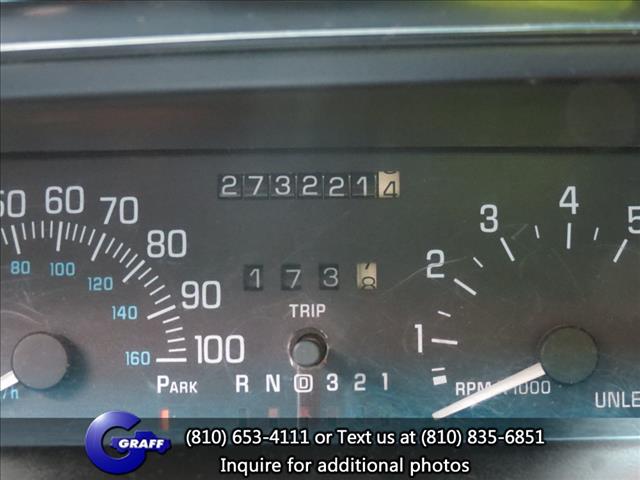 2732214
50 60 70 80 90 100
80 100 120 140 160
173 8
TRIP
PARK R N D 3 2 1
1 2 3 4 5
RPM X1000
UNLE
GRAFF
(810) 653-4111 or Text us at (810) 835-6851
Inquire for additional photos